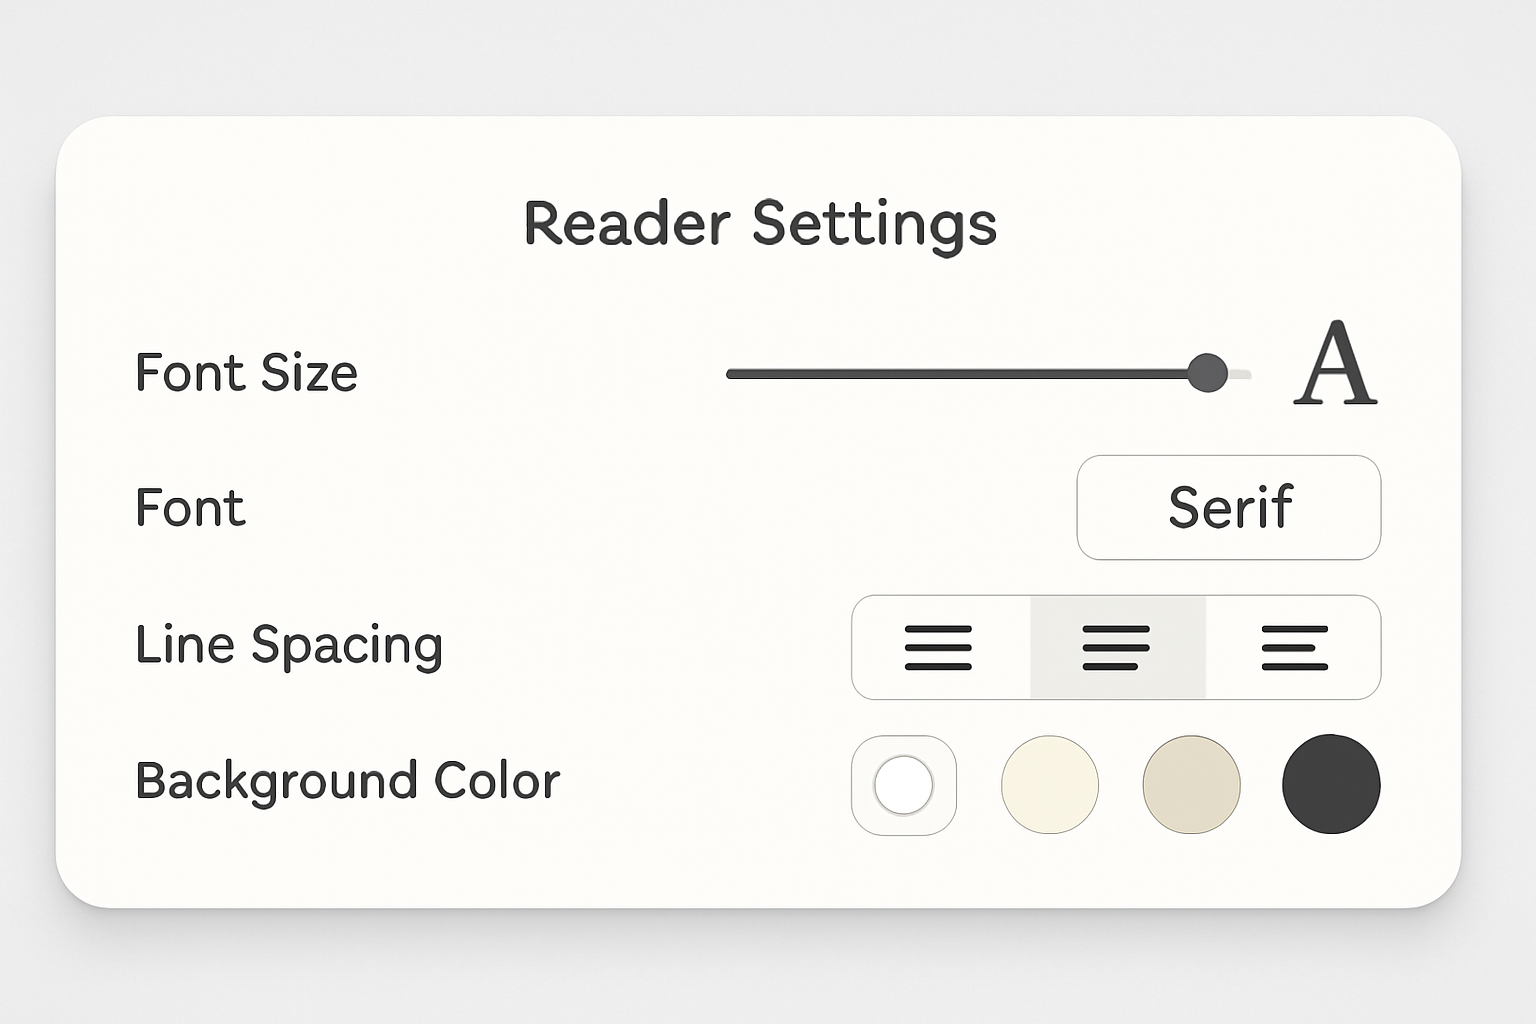 Reader Settings
Font Size
A
Font
Serif
Line Spacing
Background Color